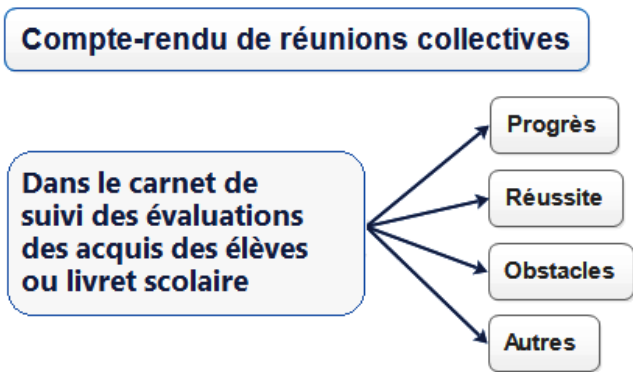 Compte-rendu de réunions collectives
Dans le carnet de
suivi des évaluations
des acquis des élèves
ou livret scolaire
Progrès
Réussite
Obstacles
Autres